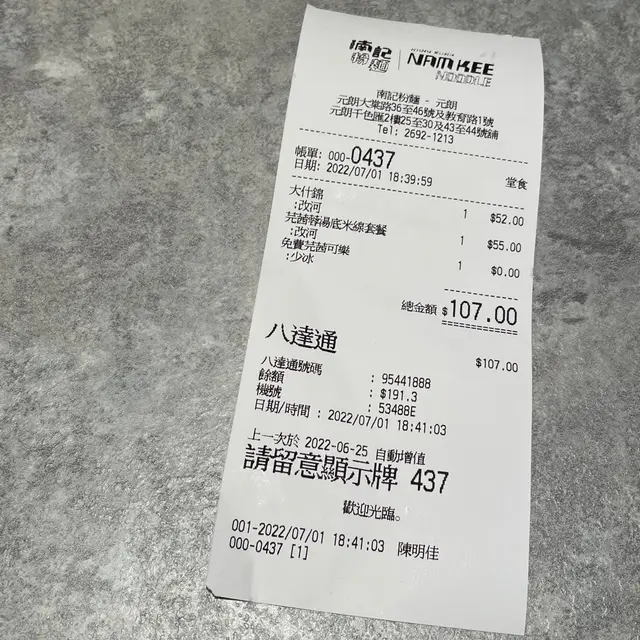 南記 NAM KEE
粉麵 NOODLE
南記粉麵 - 元朗
元朗大棠路36至46號及教育路1號
元朗千色匯2樓25至30及43至44號舖
Tel: 2692-1213
帳單: 000-0437
日期: 2022/07/01 18:39:59 堂食
大什錦 1 $52.00
:改河
芫茜蓉湯底米線套餐 1 $55.00
:改河
免費芫茜可樂 1 $0.00
:少冰
總金額 $107.00
八達通 $107.00
八達通號碼 : 95441888
餘額 : $191.3
機號 : 53488E
日期/時間 : 2022/07/01 18:41:03
上一次於 2022-06-25 自動增值
請留意顯示牌 437
歡迎光臨。
001-2022/07/01 18:41:03 陳明佳
000-0437 [1]